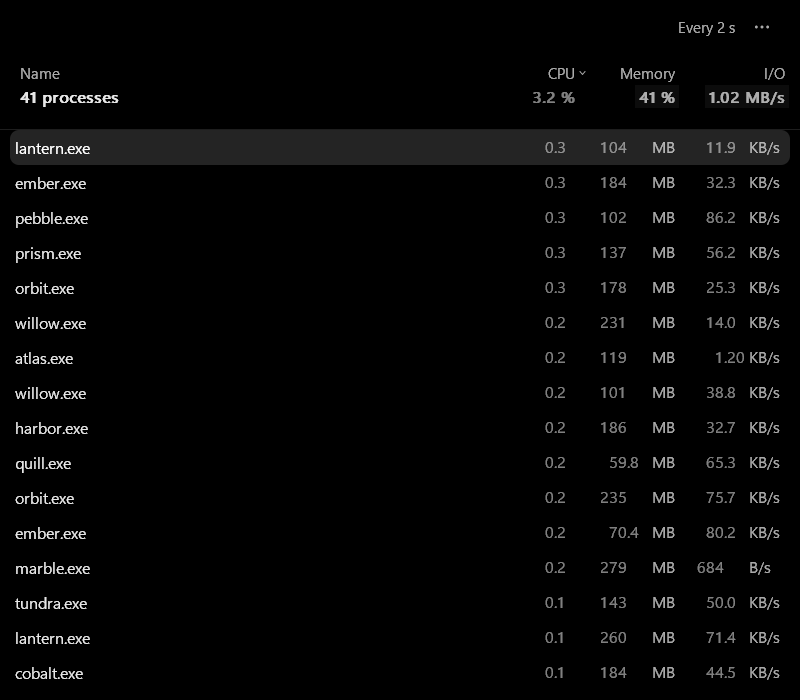 Every 2 s ···
Name CPU Memory I/O
41 processes 3.2 % 41 % 1.02 MB/s
lantern.exe 0.3 104 MB 11.9 KB/s
ember.exe 0.3 184 MB 32.3 KB/s
pebble.exe 0.3 102 MB 86.2 KB/s
prism.exe 0.3 137 MB 56.2 KB/s
orbit.exe 0.3 178 MB 25.3 KB/s
willow.exe 0.2 231 MB 14.0 KB/s
atlas.exe 0.2 119 MB 1.20 KB/s
willow.exe 0.2 101 MB 38.8 KB/s
harbor.exe 0.2 186 MB 32.7 KB/s
quill.exe 0.2 59.8 MB 65.3 KB/s
orbit.exe 0.2 235 MB 75.7 KB/s
ember.exe 0.2 70.4 MB 80.2 KB/s
marble.exe 0.2 279 MB 684 B/s
tundra.exe 0.1 143 MB 50.0 KB/s
lantern.exe 0.1 260 MB 71.4 KB/s
cobalt.exe 0.1 184 MB 44.5 KB/s